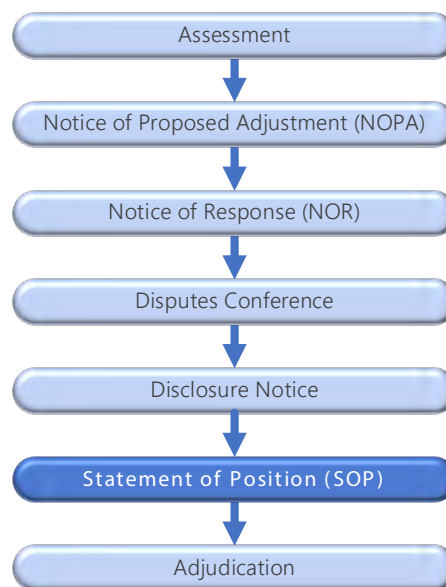 Assessment
Notice of Proposed Adjustment (NOPA)
Notice of Response (NOR)
Disputes Conference
Disclosure Notice
Statement of Position (SOP)
Adjudication